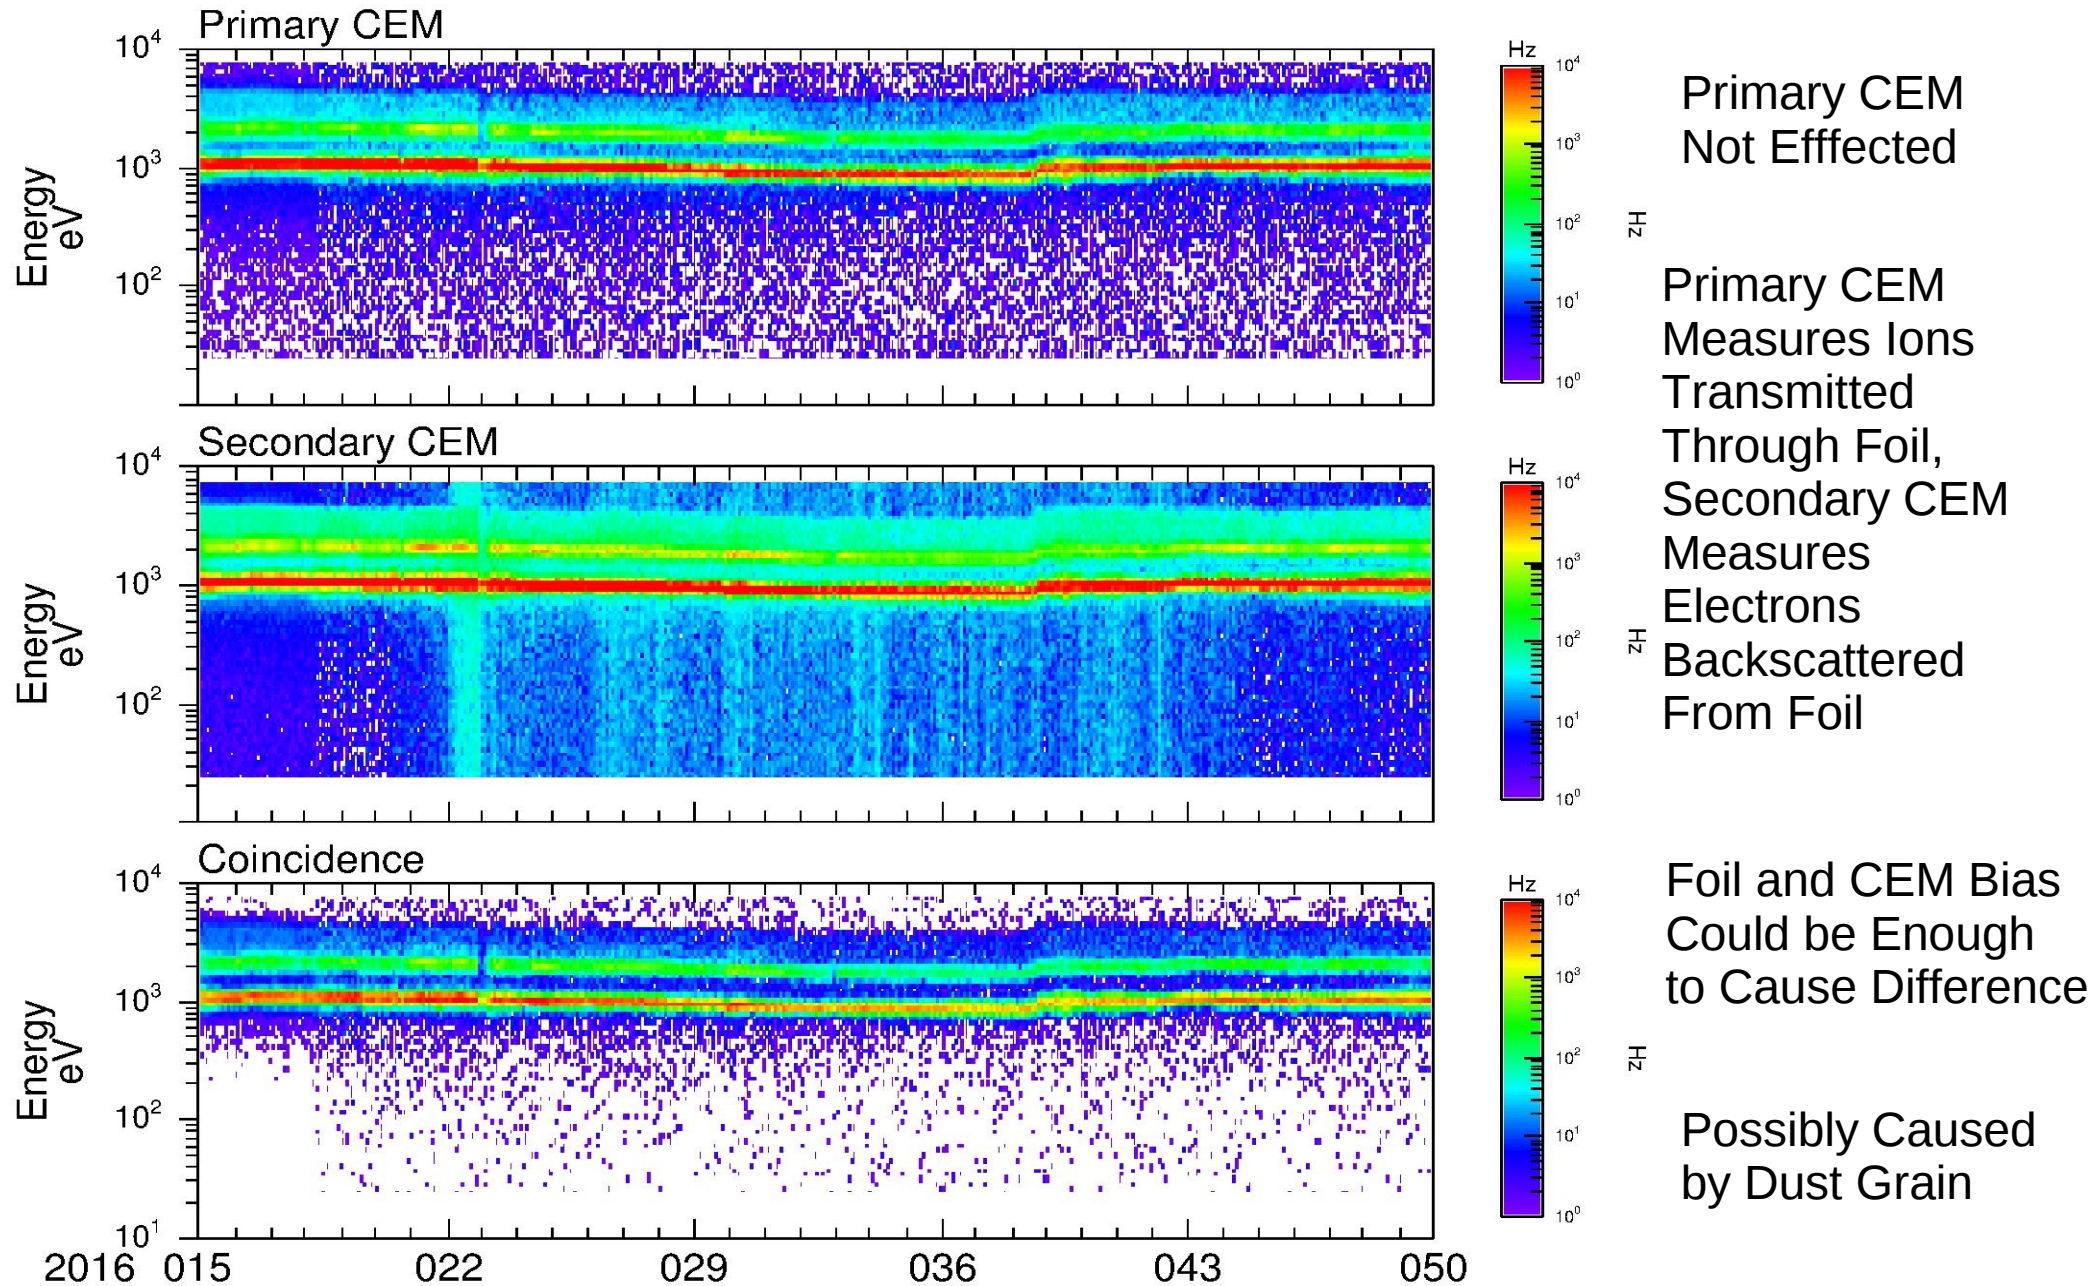 Primary CEM
10⁴
10³
10²
Energy
eV
Hz
10⁴
10³
10²
10¹
10⁰
Hz
Primary CEM
Not Efffected
Secondary CEM
10⁴
10³
10²
Energy
eV
Hz
10⁴
10³
10²
10¹
10⁰
Hz
Primary CEM
Measures Ions
Transmitted
Through Foil,
Secondary CEM
Measures
Electrons
Backscattered
From Foil
Coincidence
10⁴
10³
10²
10¹
Energy
eV
Hz
10⁴
10³
10²
10¹
10⁰
Hz
2016 015 022 029 036 043 050
Foil and CEM Bias
Could be Enough
to Cause Difference
Possibly Caused
by Dust Grain